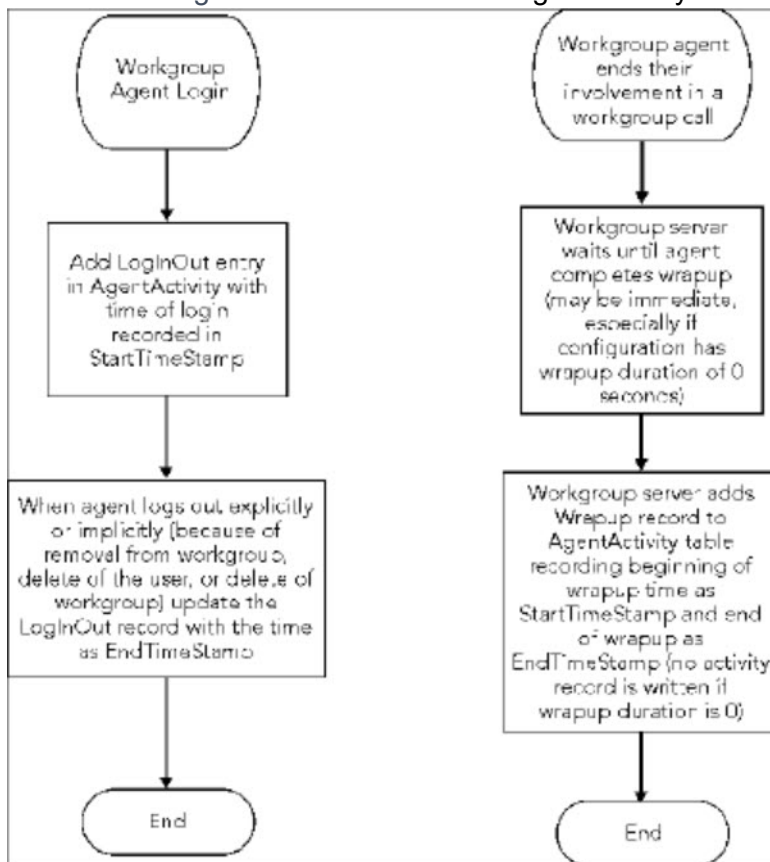 Workgroup
Agent Login
Add LogInOut entry
in AgentActivity with
time of login
recorded in
StartTimeStamp
When agent logs out explicitly
or implicitly (because of
removal from workgroup,
delete of the user, or delete of
workgroup) update the
LogInOut record with the time
as EndTimeStamp
End
Workgroup agent
ends their
involvement in a
workgroup call
Workgroup server
waits until agent
completes wrapup
(may be immediate,
especially if
configuration has
wrapup duration of 0
seconds)
Workgroup server adds
Wrapup record to
AgentActivity table
recording beginning of
wrapup time as
StartTimeStamp and end
of wrapup as
EndTimeStamp (no activity
record is written if
wrapup duration is 0)
End